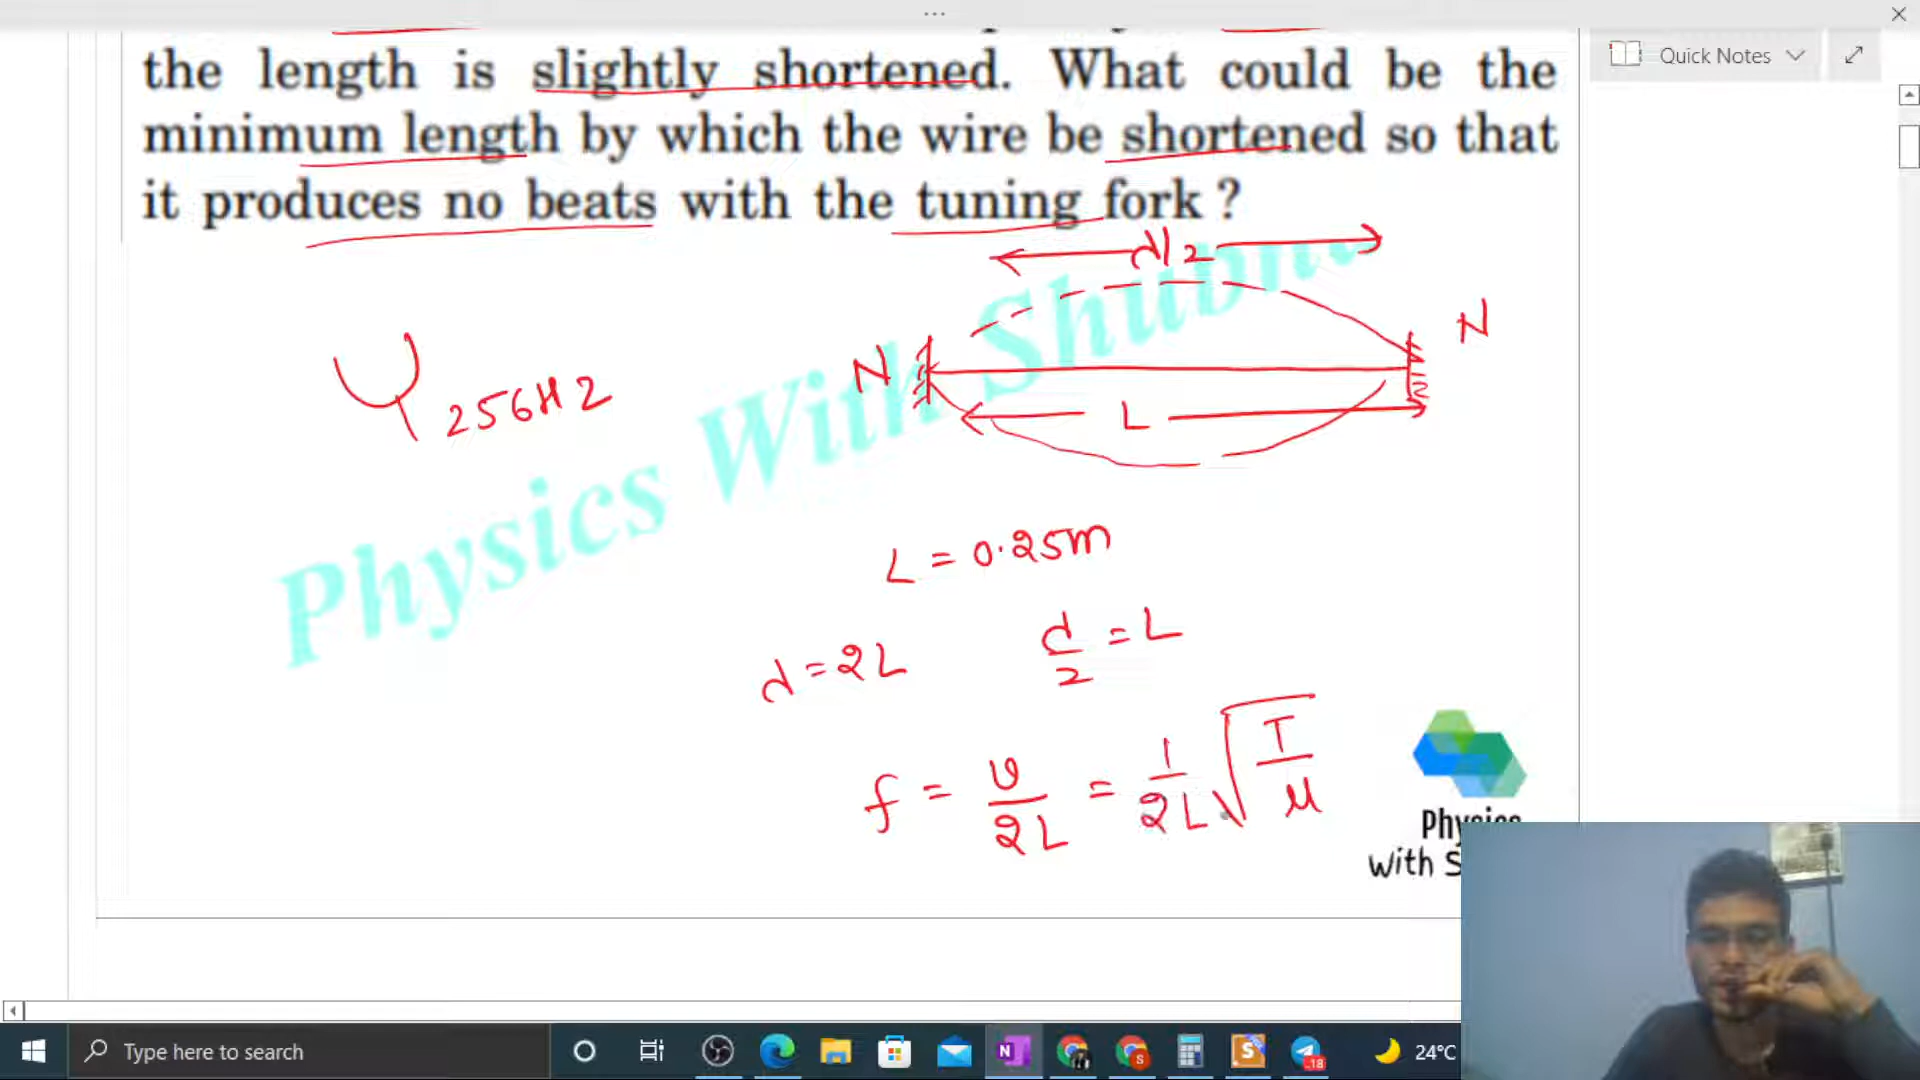 Quick Notes
the length is slightly shortened. What could be the
minimum length by which the wire be shortened so that
it produces no beats with the tuning fork ?
λ/2
N
N
256Hz
L
Physics With Shubh
L = 0.25m
λ = 2L
λ/2 = L
f = v/2L = 1/2L √T/μ
Physics
With S
Type here to search
N
S
S
18
24°C